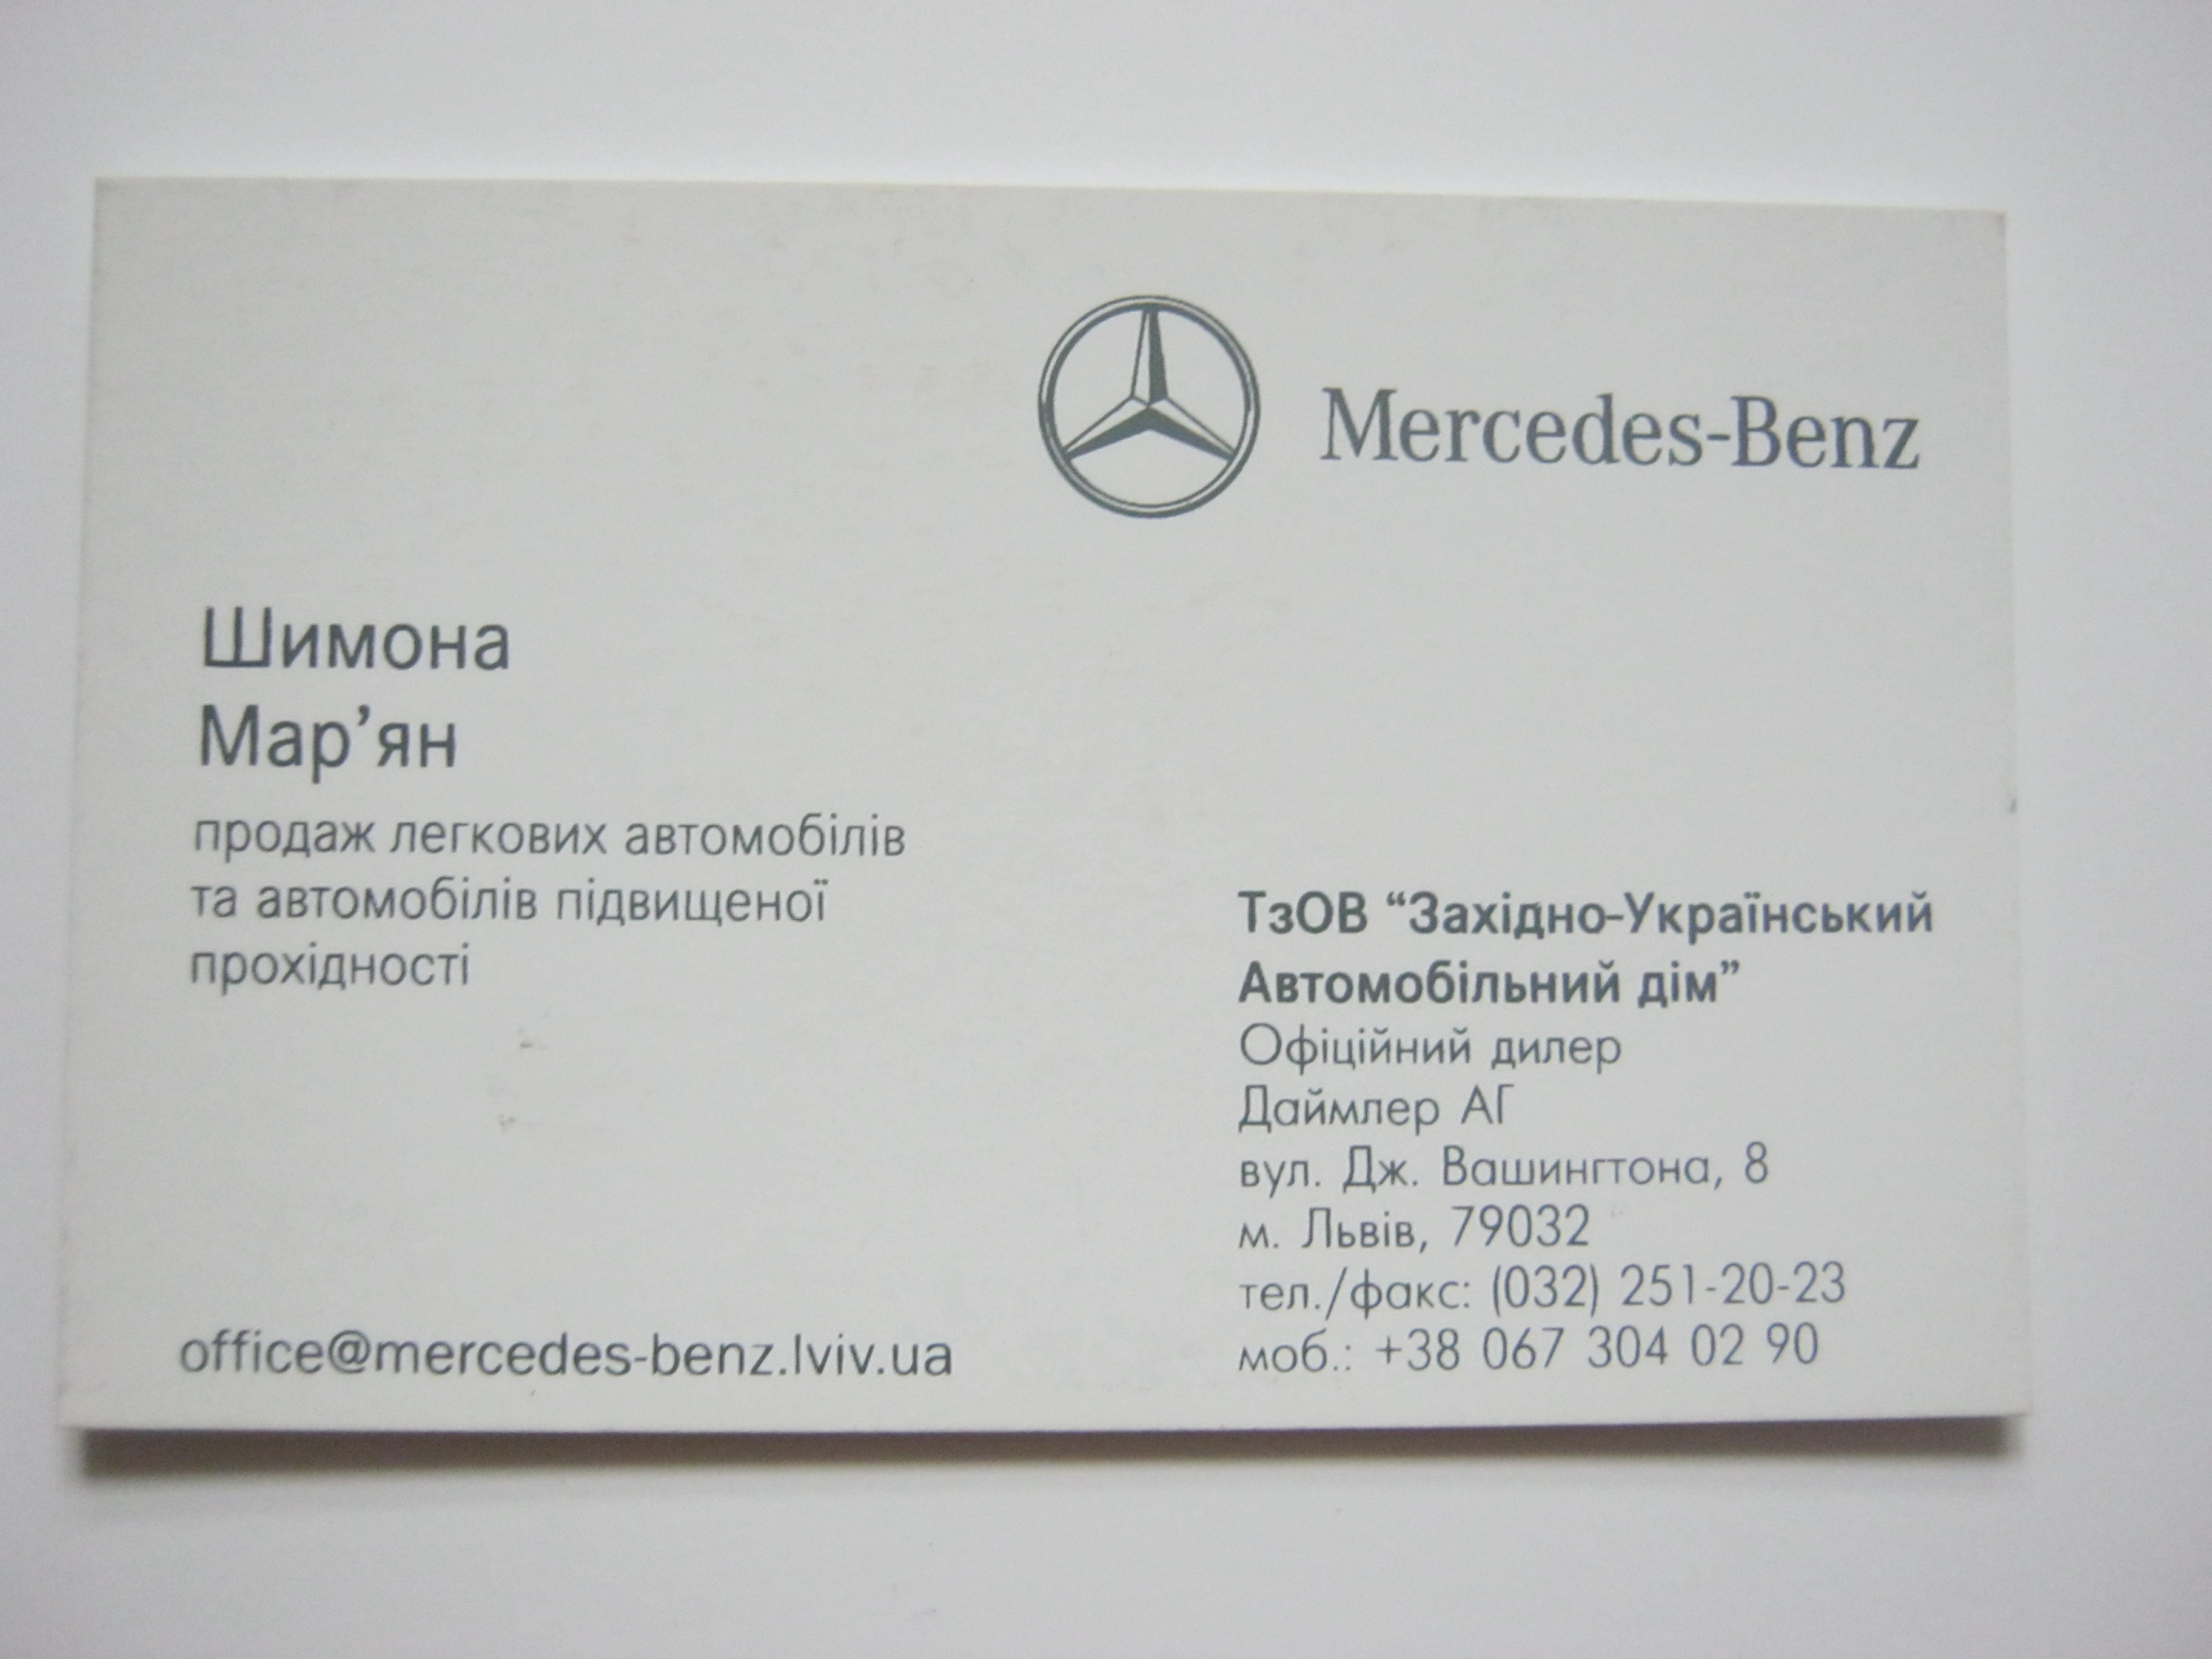 Mercedes-Benz
Шимона
Мар’ян
продаж легкових автомобілів
та автомобілів підвищеної
прохідності
office@mercedes-benz.lviv.ua
ТзОВ “Західно-Український
Автомобільний дім”
Офіційний дилер
Даймлер АГ
вул. Дж. Вашингтона, 8
м. Львів, 79032
тел./факс: (032) 251-20-23
моб.: +38 067 304 02 90